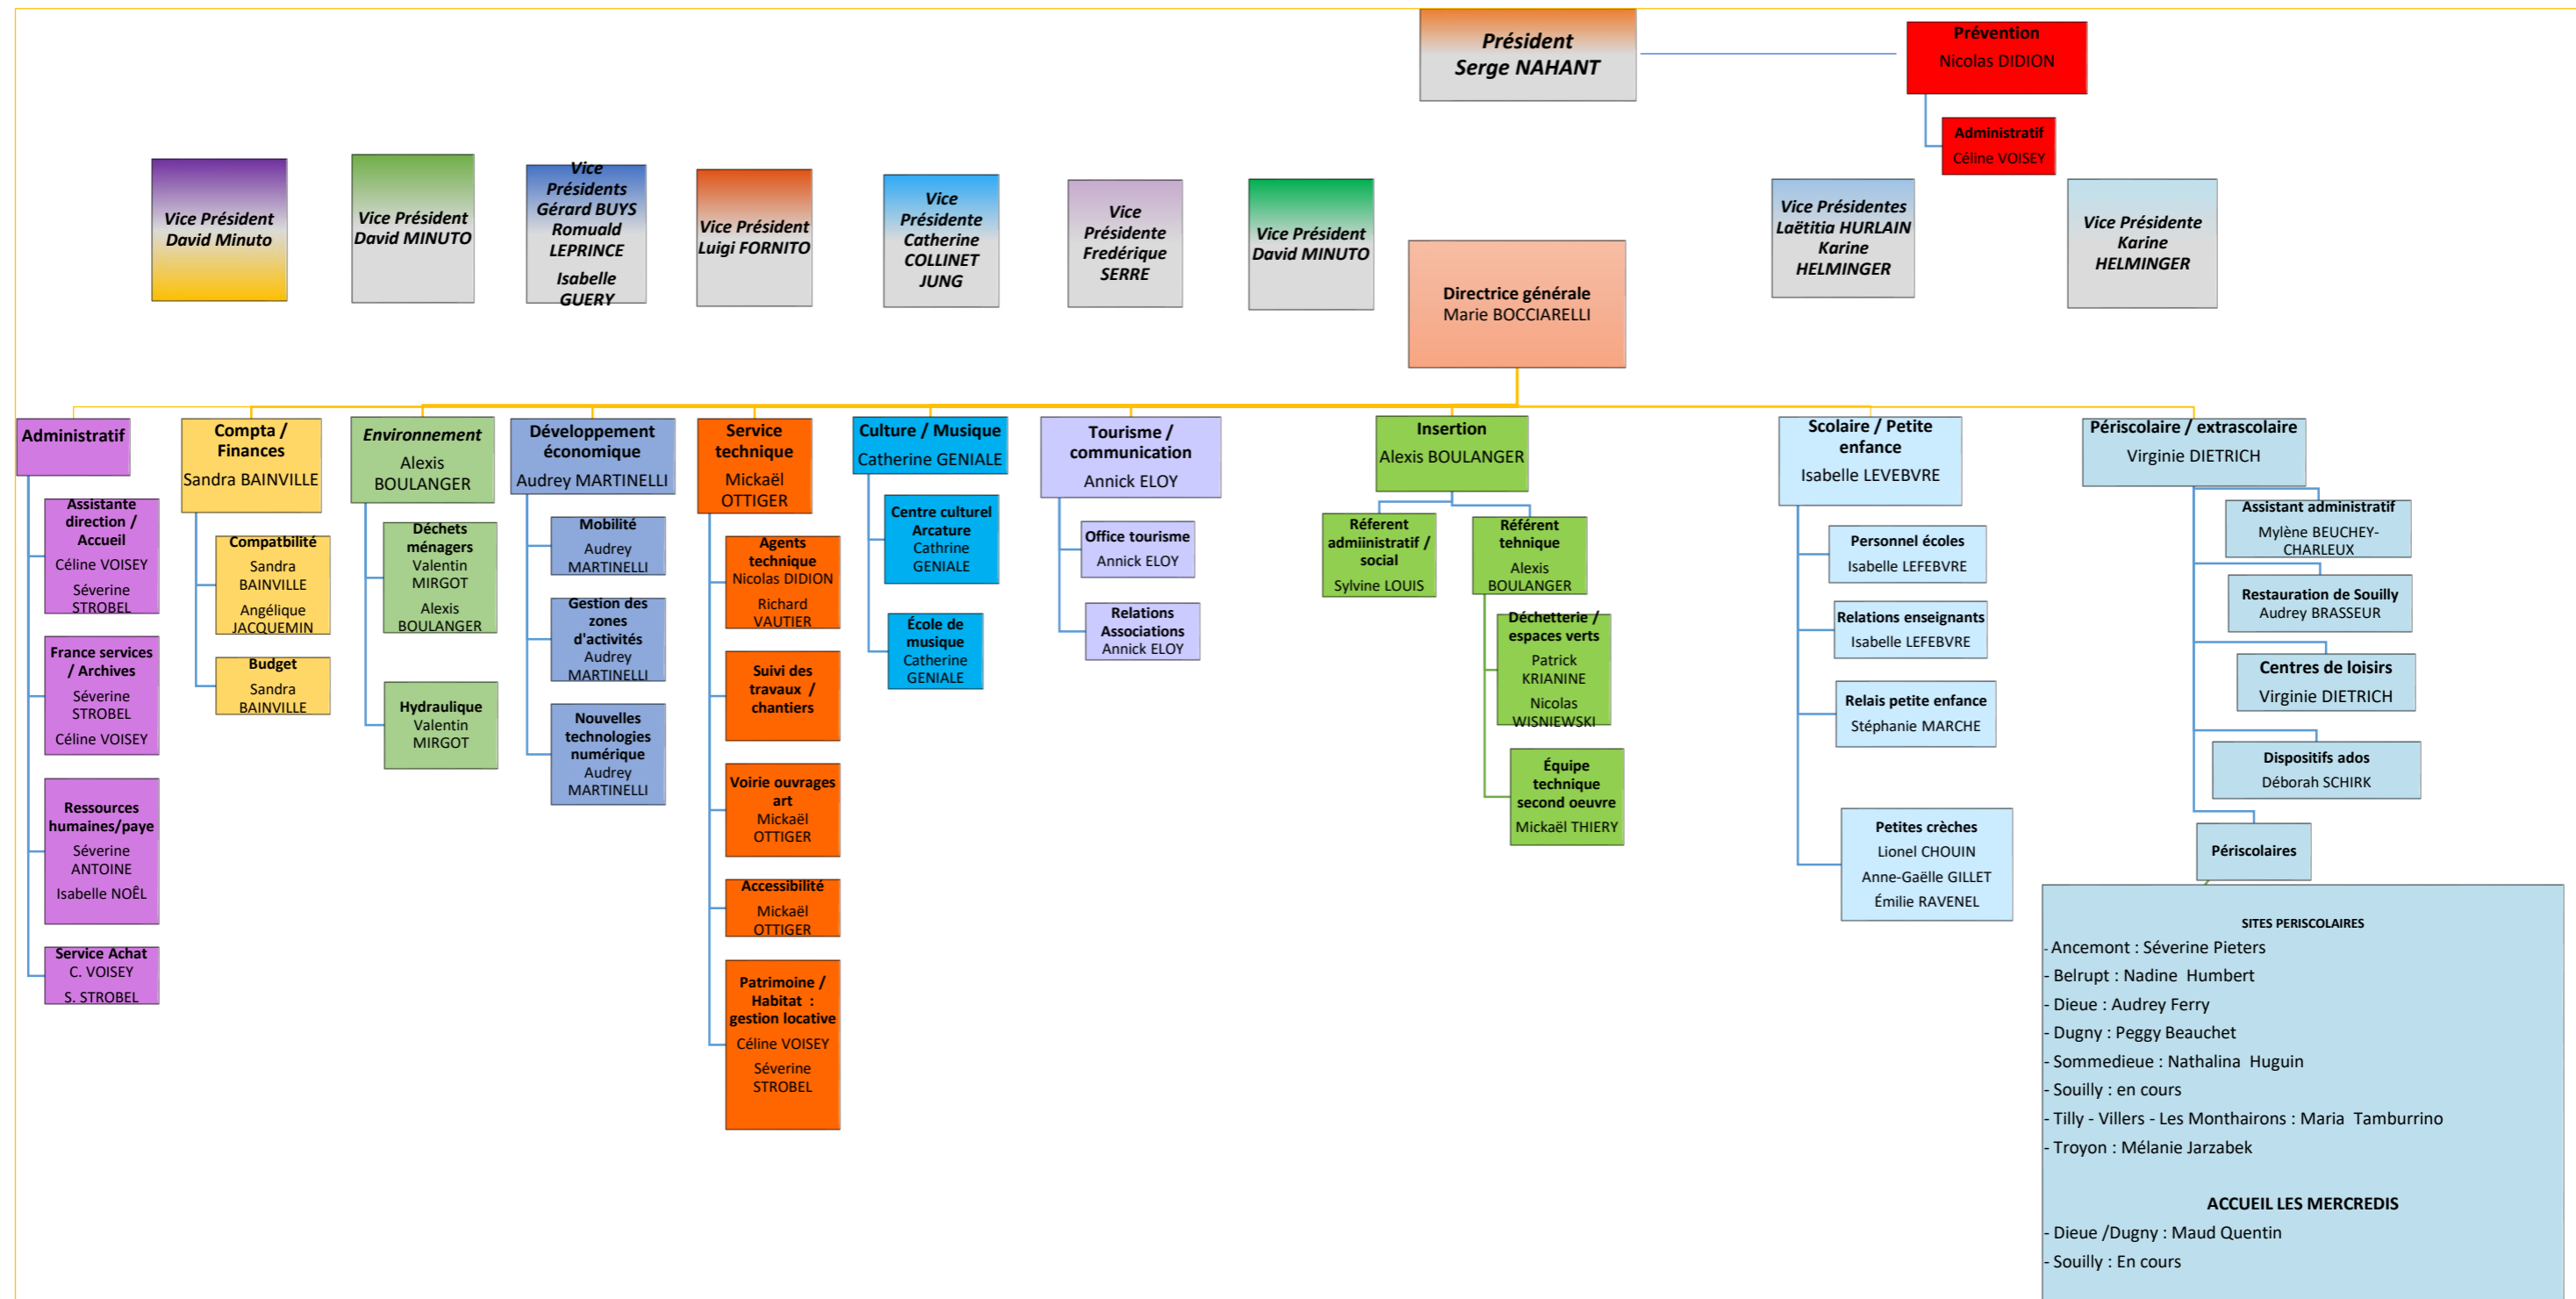 Président
Serge NAHANT
Prévention
Nicolas DIDION
Administratif
Céline VOISEY
Vice Président
David Minuto
Vice Président
David MINUTO
Vice
Présidents
Gérard BUYS
Romuald
LEPRINCE
Isabelle
GUERY
Vice Président
Luigi FORNITO
Vice
Présidente
Catherine
COLLINET
JUNG
Vice
Présidente
Fredérique
SERRE
Vice Président
David MINUTO
Directrice générale
Marie BOCCIARELLI
Vice Présidentes
Laëtitia HURLAIN
Karine
HELMINGER
Vice Présidente
Karine
HELMINGER
Administratif
Assistante
direction /
Accueil
Céline VOISEY
Séverine
STROBEL
France services
/ Archives
Séverine
STROBEL
Céline VOISEY
Ressources
humaines/paye
Séverine
ANTOINE
Isabelle NOÊL
Service Achat
C. VOISEY
S. STROBEL
Compta /
Finances
Sandra BAINVILLE
Compatbilité
Sandra
BAINVILLE
Angélique
JACQUEMIN
Budget
Sandra
BAINVILLE
Environnement
Alexis
BOULANGER
Déchets
ménagers
Valentin
MIRGOT
Alexis
BOULANGER
Hydraulique
Valentin
MIRGOT
Développement
économique
Audrey MARTINELLI
Mobilité
Audrey
MARTINELLI
Gestion des
zones
d'activités
Audrey
MARTINELLI
Nouvelles
technologies
numérique
Audrey
MARTINELLI
Service
technique
Mickaël
OTTIGER
Agents
technique
Nicolas DIDION
Richard
VAUTIER
Suivi des
travaux /
chantiers
Voirie ouvrages
art
Mickaël
OTTIGER
Accessibilité
Mickaël
OTTIGER
Patrimoine /
Habitat :
gestion locative
Céline VOISEY
Séverine
STROBEL
Culture / Musique
Catherine GENIALE
Centre culturel
Arcature
Cathrine
GENIALE
École de
musique
Catherine
GENIALE
Tourisme /
communication
Annick ELOY
Office tourisme
Annick ELOY
Relations
Associations
Annick ELOY
Insertion
Alexis BOULANGER
Réferent
admiinistratif /
social
Sylvine LOUIS
Référent
tehnique
Alexis
BOULANGER
Déchetterie /
espaces verts
Patrick
KRIANINE
Nicolas
WISNIEWSKI
Équipe
technique
second oeuvre
Mickaël THIERY
Scolaire / Petite
enfance
Isabelle LEVEBVRE
Personnel écoles
Isabelle LEFEBVRE
Relations enseignants
Isabelle LEFEBVRE
Relais petite enfance
Stéphanie MARCHE
Petites crèches
Lionel CHOUIN
Anne-Gaëlle GILLET
Émilie RAVENEL
Périscolaire / extrascolaire
Virginie DIETRICH
Assistant administratif
Mylène BEUCHEY-
CHARLEUX
Restauration de Souilly
Audrey BRASSEUR
Centres de loisirs
Virginie DIETRICH
Dispositifs ados
Déborah SCHIRK
Périscolaires
SITES PERISCOLAIRES
- Ancemont : Séverine Pieters
- Belrupt : Nadine Humbert
- Dieue : Audrey Ferry
- Dugny : Peggy Beauchet
- Sommedieue : Nathalina Huguin
- Souilly : en cours
- Tilly - Villers - Les Monthairons : Maria Tamburrino
- Troyon : Mélanie Jarzabek
ACCUEIL LES MERCREDIS
- Dieue /Dugny : Maud Quentin
- Souilly : En cours